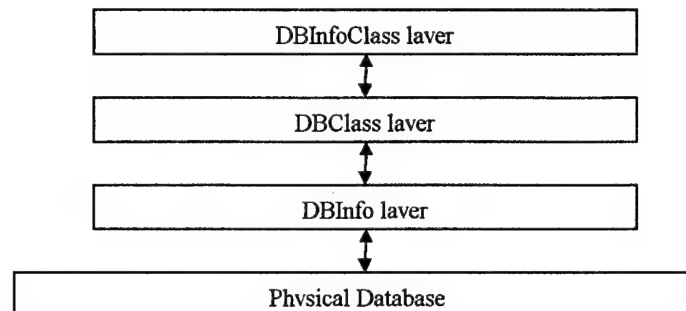 DBInfoClass laver
DBClass laver
DBInfo laver
Phvsical Database